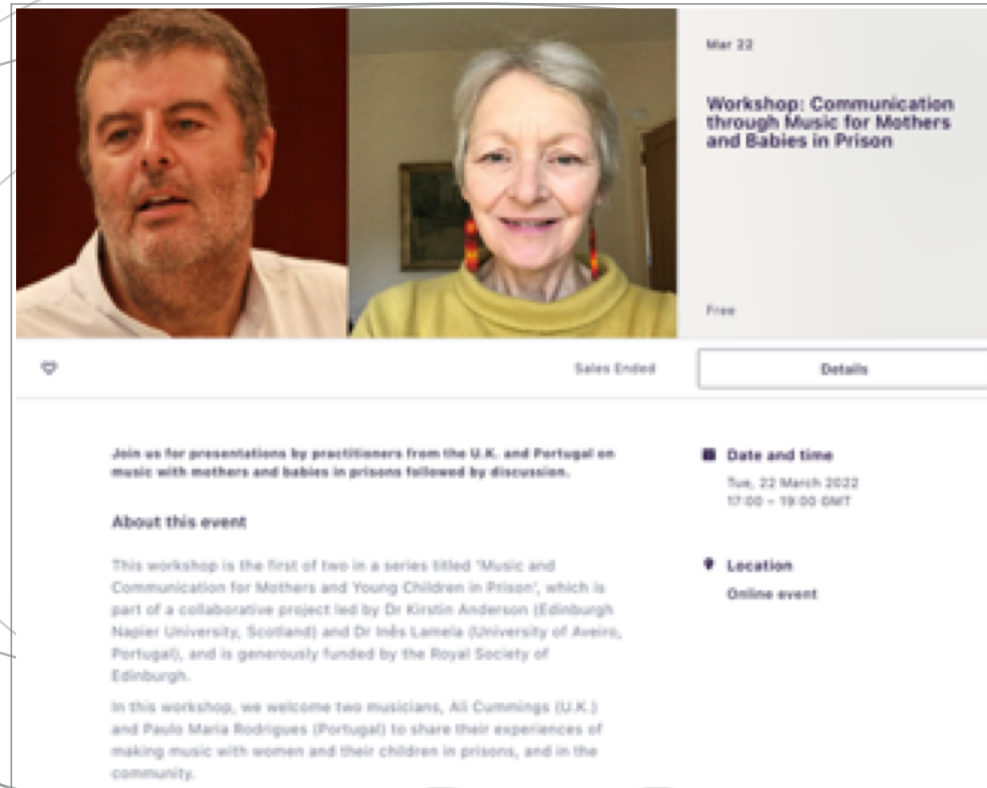 Mar 22
Workshop: Communication
through Music for Mothers
and Babies in Prison
Free
Sales Ended
Details
Join us for presentations by practitioners from the U.K. and Portugal on
music with mothers and babies in prisons followed by discussion.
About this event
This workshop is the first of two in a series titled 'Music and
Communication for Mothers and Young Children in Prison', which is
part of a collaborative project led by Dr Kirstin Anderson (Edinburgh
Napier University, Scotland) and Dr Inês Lamela (University of Aveiro,
Portugal), and is generously funded by the Royal Society of
Edinburgh.
In this workshop, we welcome two musicians, Ali Cummings (U.K.)
and Paulo Maria Rodrigues (Portugal) to share their experiences of
making music with women and their children in prisons, and in the
community.
Date and time
Tue, 22 March 2022
17:00 – 19:00 GMT
Location
Online event